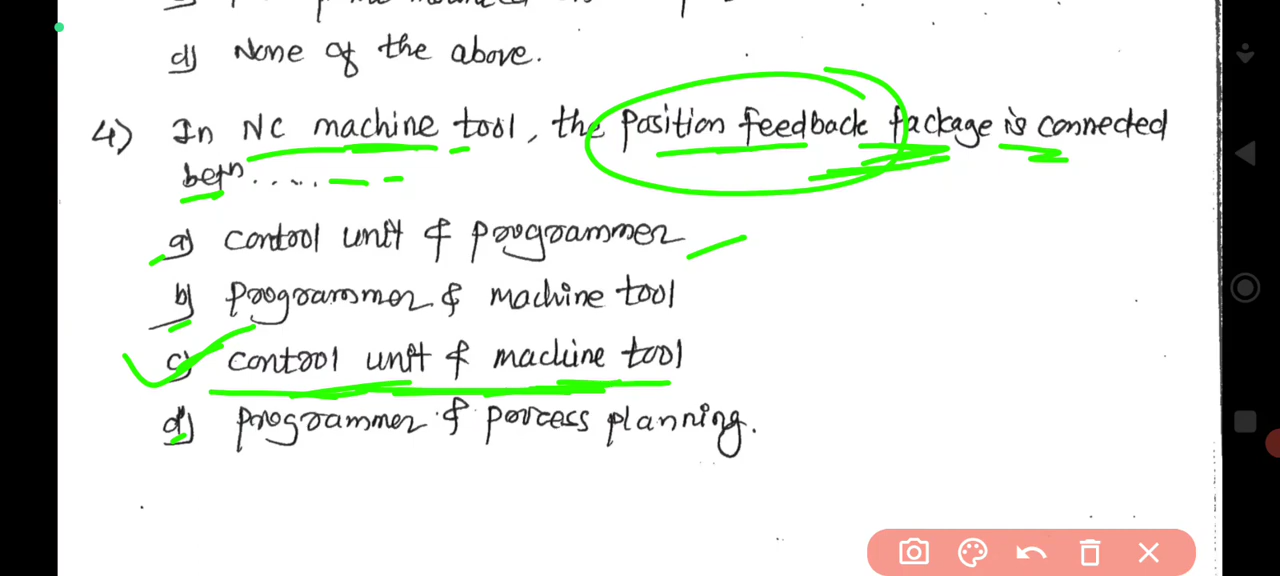 d) None of the above.
4) In NC machine tool, the position feedback package is connected
betn.....
a) control unit & programmer
b) programmer & machine tool
c) control unit & machine tool
d) programmer & porcess planning.